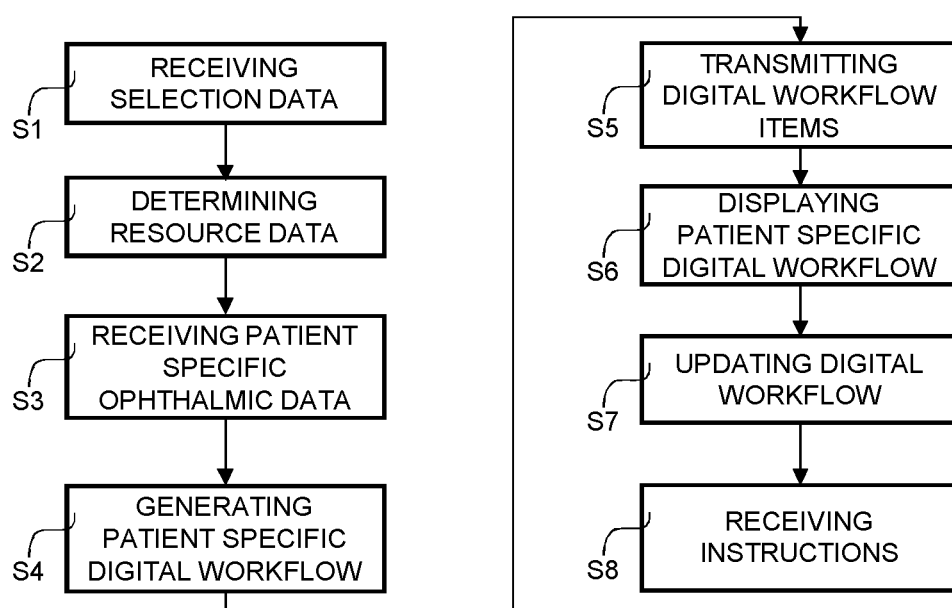 RECEIVING
SELECTION DATA
S1
DETERMINING
RESOURCE DATA
S2
RECEIVING PATIENT
SPECIFIC
OPHTHALMIC DATA
S3
GENERATING
PATIENT SPECIFIC
DIGITAL WORKFLOW
S4
TRANSMITTING
DIGITAL WORKFLOW
ITEMS
S5
DISPLAYING
PATIENT SPECIFIC
DIGITAL WORKFLOW
S6
UPDATING DIGITAL
WORKFLOW
S7
RECEIVING
INSTRUCTIONS
S8